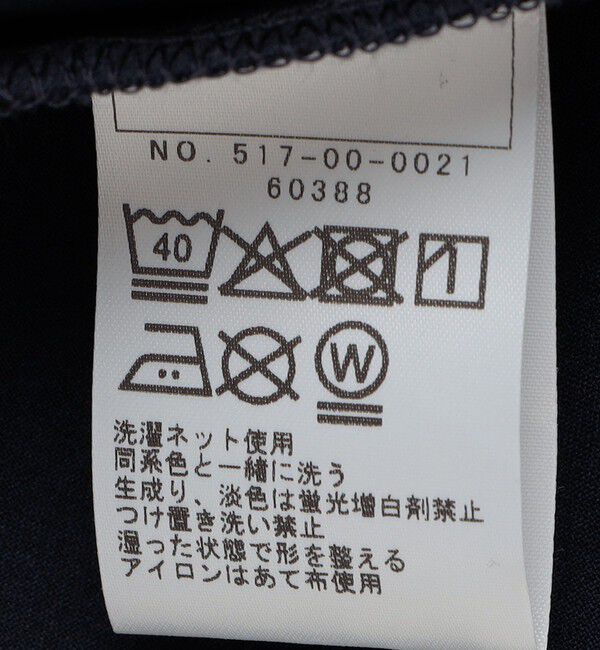 NO. 517-00-0021
60388
40
W
洗濯ネット使用
同系色と一緒に洗う
生成り、淡色は蛍光増白剤禁止
つけ置き洗い禁止
湿った状態で形を整える
アイロンはあて布使用